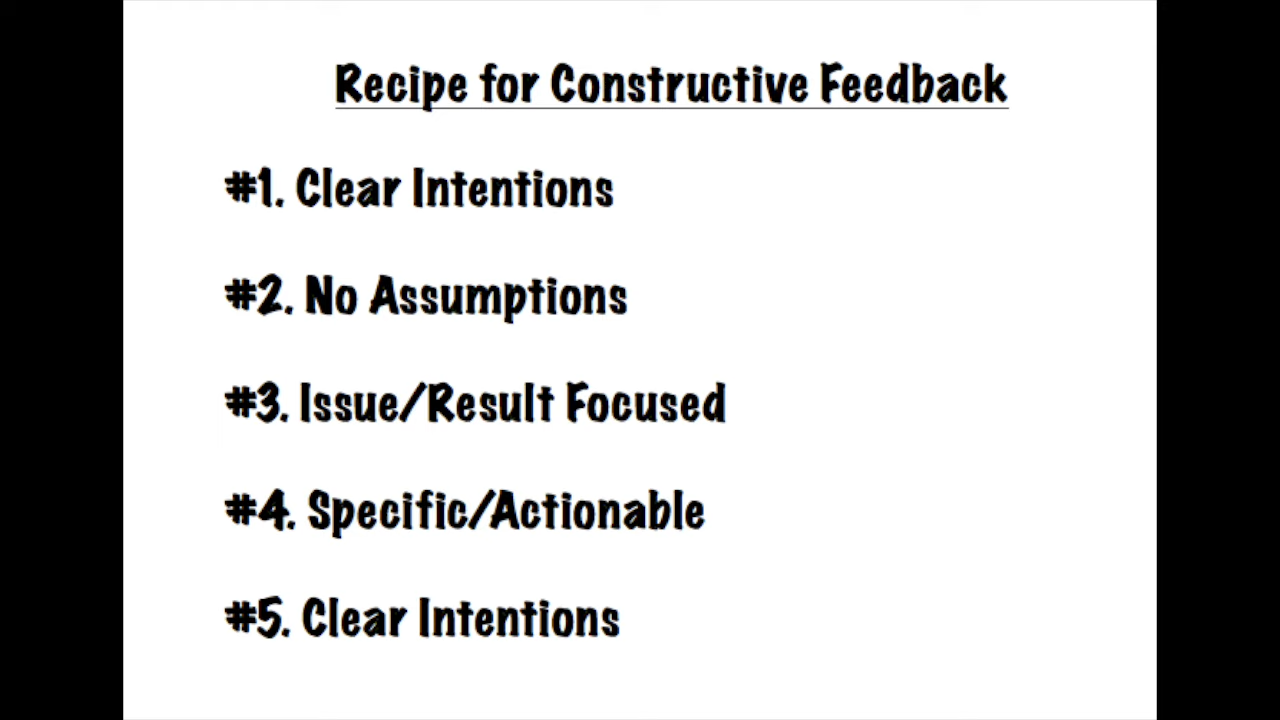 Recipe for Constructive Feedback
#1. Clear Intentions
#2. No Assumptions
#3. Issue/Result Focused
#4. Specific/Actionable
#5. Clear Intentions